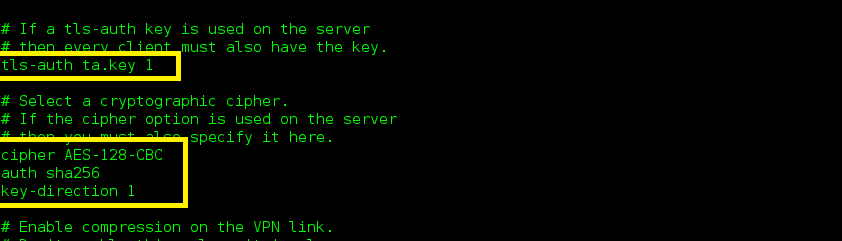 # If a tls-auth key is used on the server
# then every client must also have the key.
tls-auth ta.key 1
# Select a cryptographic cipher.
# If the cipher option is used on the server
# then you must also specify it here.
cipher AES-128-CBC
auth sha256
key-direction 1
# Enable compression on the VPN link.